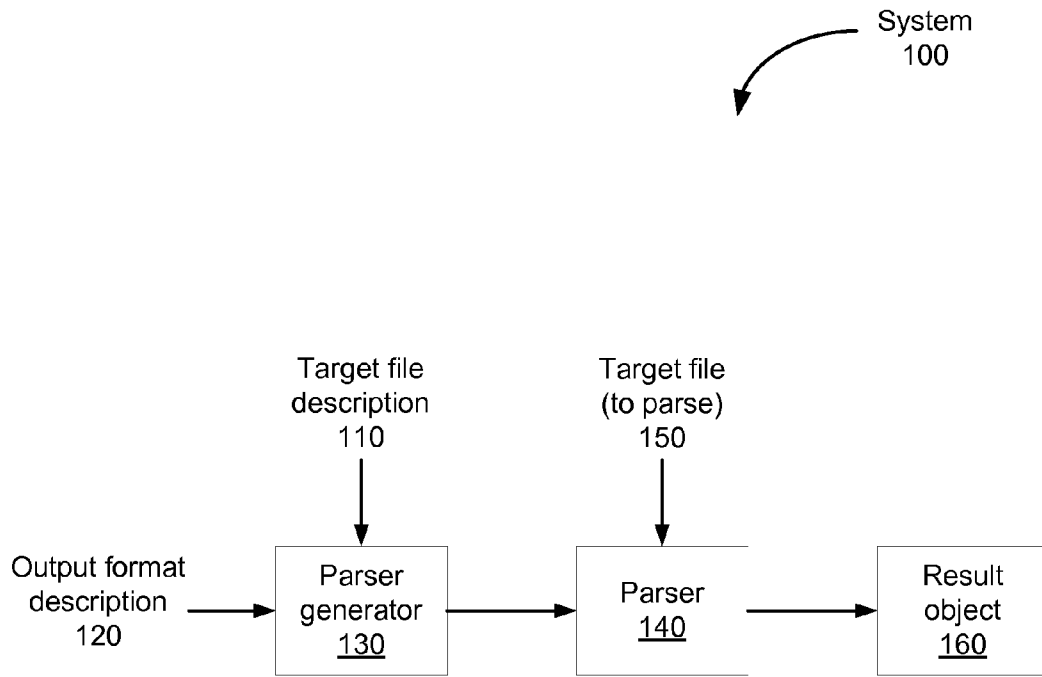 System
100
Target file
description
110
Target file
(to parse)
150
Output format
description
120
Parser
generator
130
Parser
140
Result
object
160